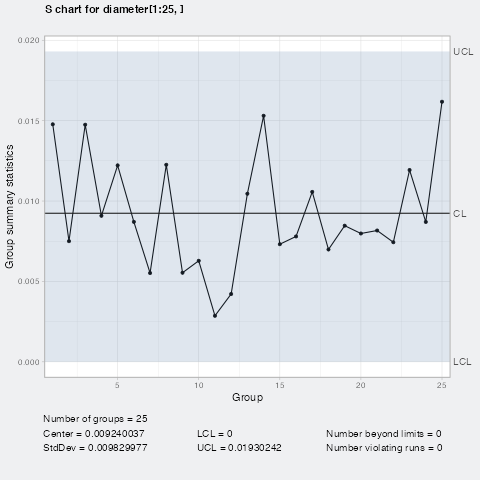 S chart for diameter[1:25, ]
0.020
UCL
0.015
0.010
CL
0.005
0.000
LCL
Group summary statistics
5 10 15 20 25
Group
Number of groups = 25
Center = 0.009240037 LCL = 0 Number beyond limits = 0
StdDev = 0.009829977 UCL = 0.01930242 Number violating runs = 0